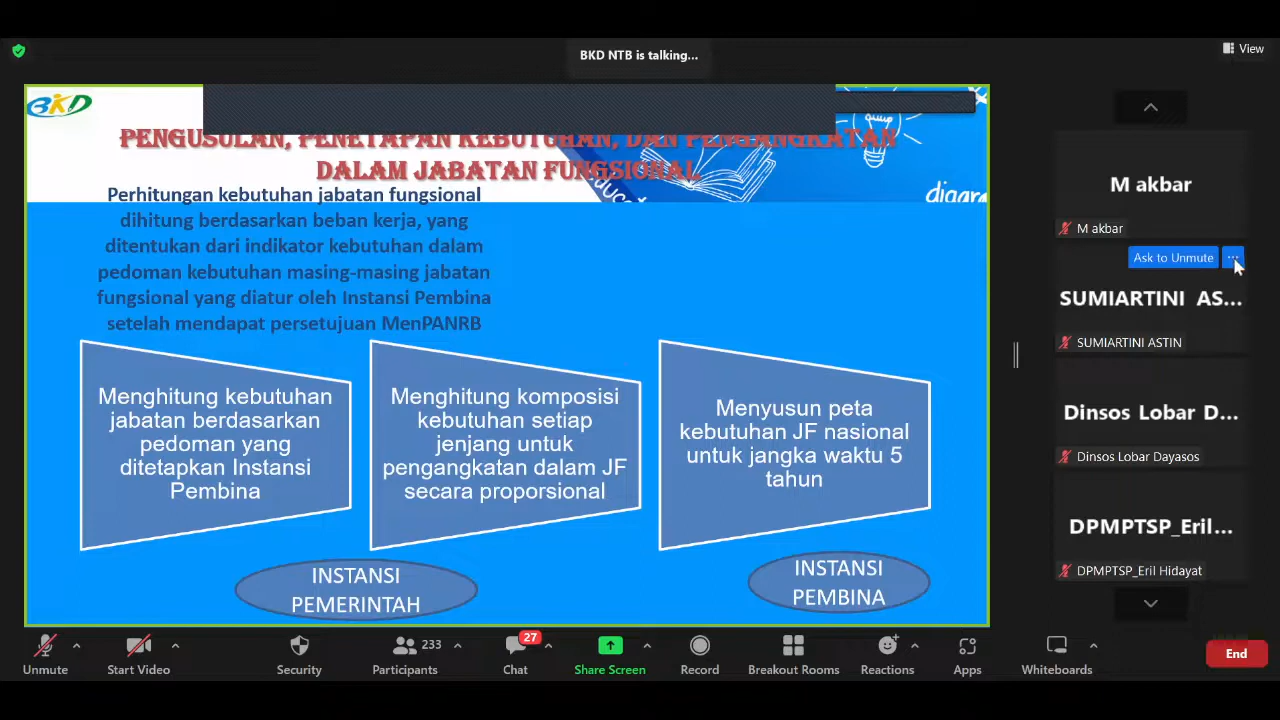 BKD NTB is talking...
View
BKD
PENGUSULAN, PENETAPAN KEBUTUHAN, DAN PENGANGKATAN
DALAM JABATAN FUNGSIONAL
Perhitungan kebutuhan jabatan fungsional
dihitung berdasarkan beban kerja, yang
ditentukan dari indikator kebutuhan dalam
pedoman kebutuhan masing-masing jabatan
fungsional yang diatur oleh Instansi Pembina
setelah mendapat persetujuan MenPANRB
Menghitung kebutuhan
jabatan berdasarkan
pedoman yang
ditetapkan Instansi
Pembina
Menghitung komposisi
kebutuhan setiap
jenjang untuk
pengangkatan dalam JF
secara proporsional
Menyusun peta
kebutuhan JF nasional
untuk jangka waktu 5
tahun
INSTANSI
PEMERINTAH
INSTANSI
PEMBINA
M akbar
M akbar
Ask to Unmute ...
SUMIARTINI AS...
SUMIARTINI ASTIN
Dinsos Lobar D...
Dinsos Lobar Dayasos
DPMPTSP_Eril...
DPMPTSP_Eril Hidayat
Unmute
Start Video
Security
233
Participants
27
Chat
Share Screen
Record
Breakout Rooms
Reactions
Apps
Whiteboards
End